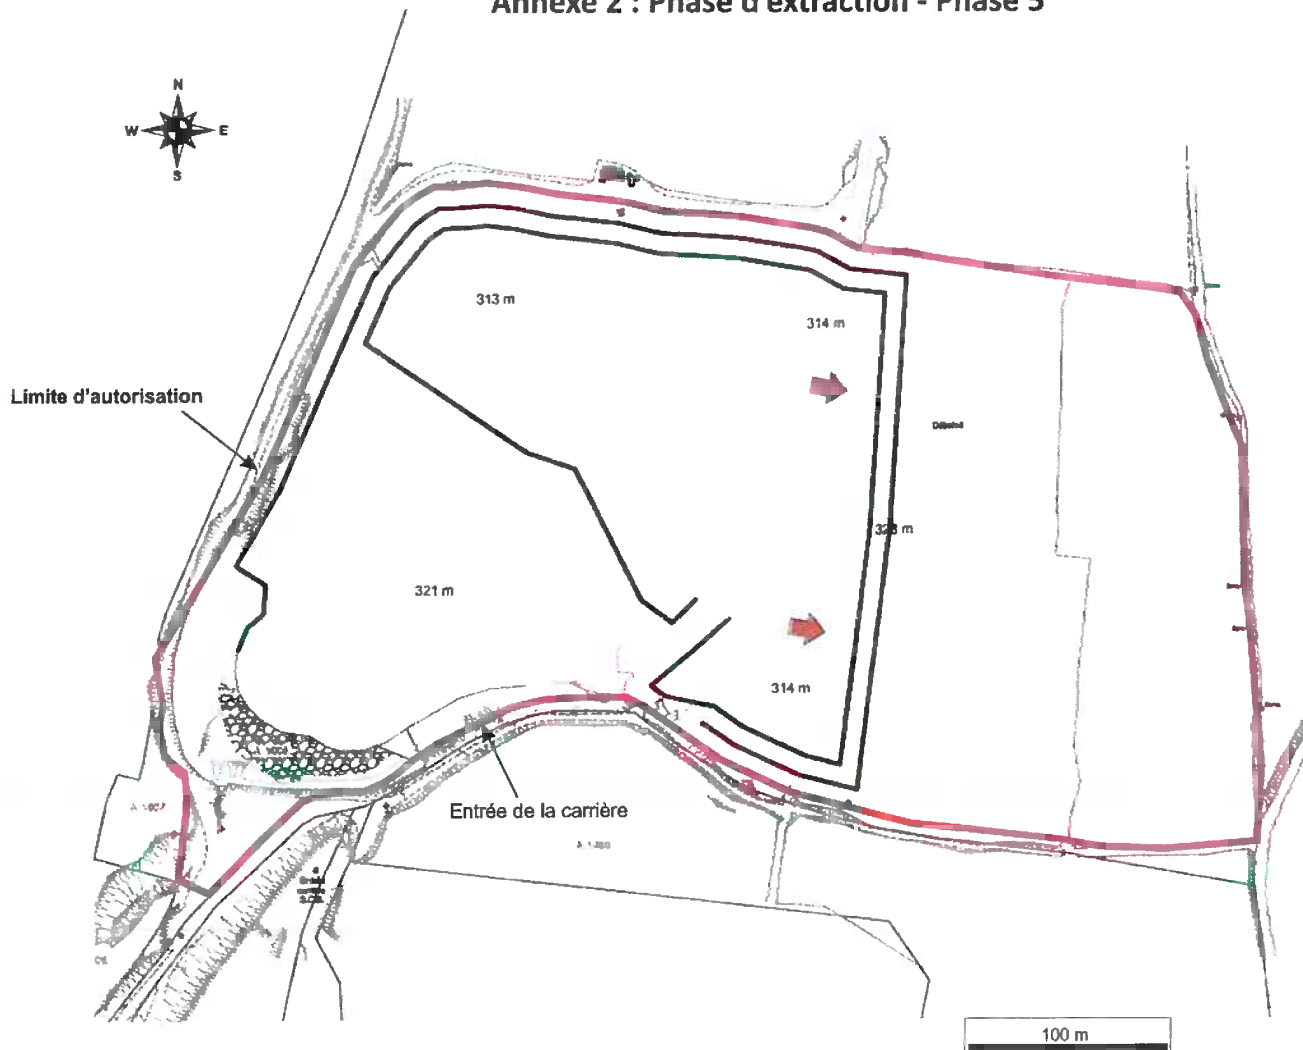 Annexe 2 : Phase d'extraction - Phase 5
N
W E
S
313 m
314 m
Limite d'autorisation
321 m
314 m
Entrée de la carrière
100 m